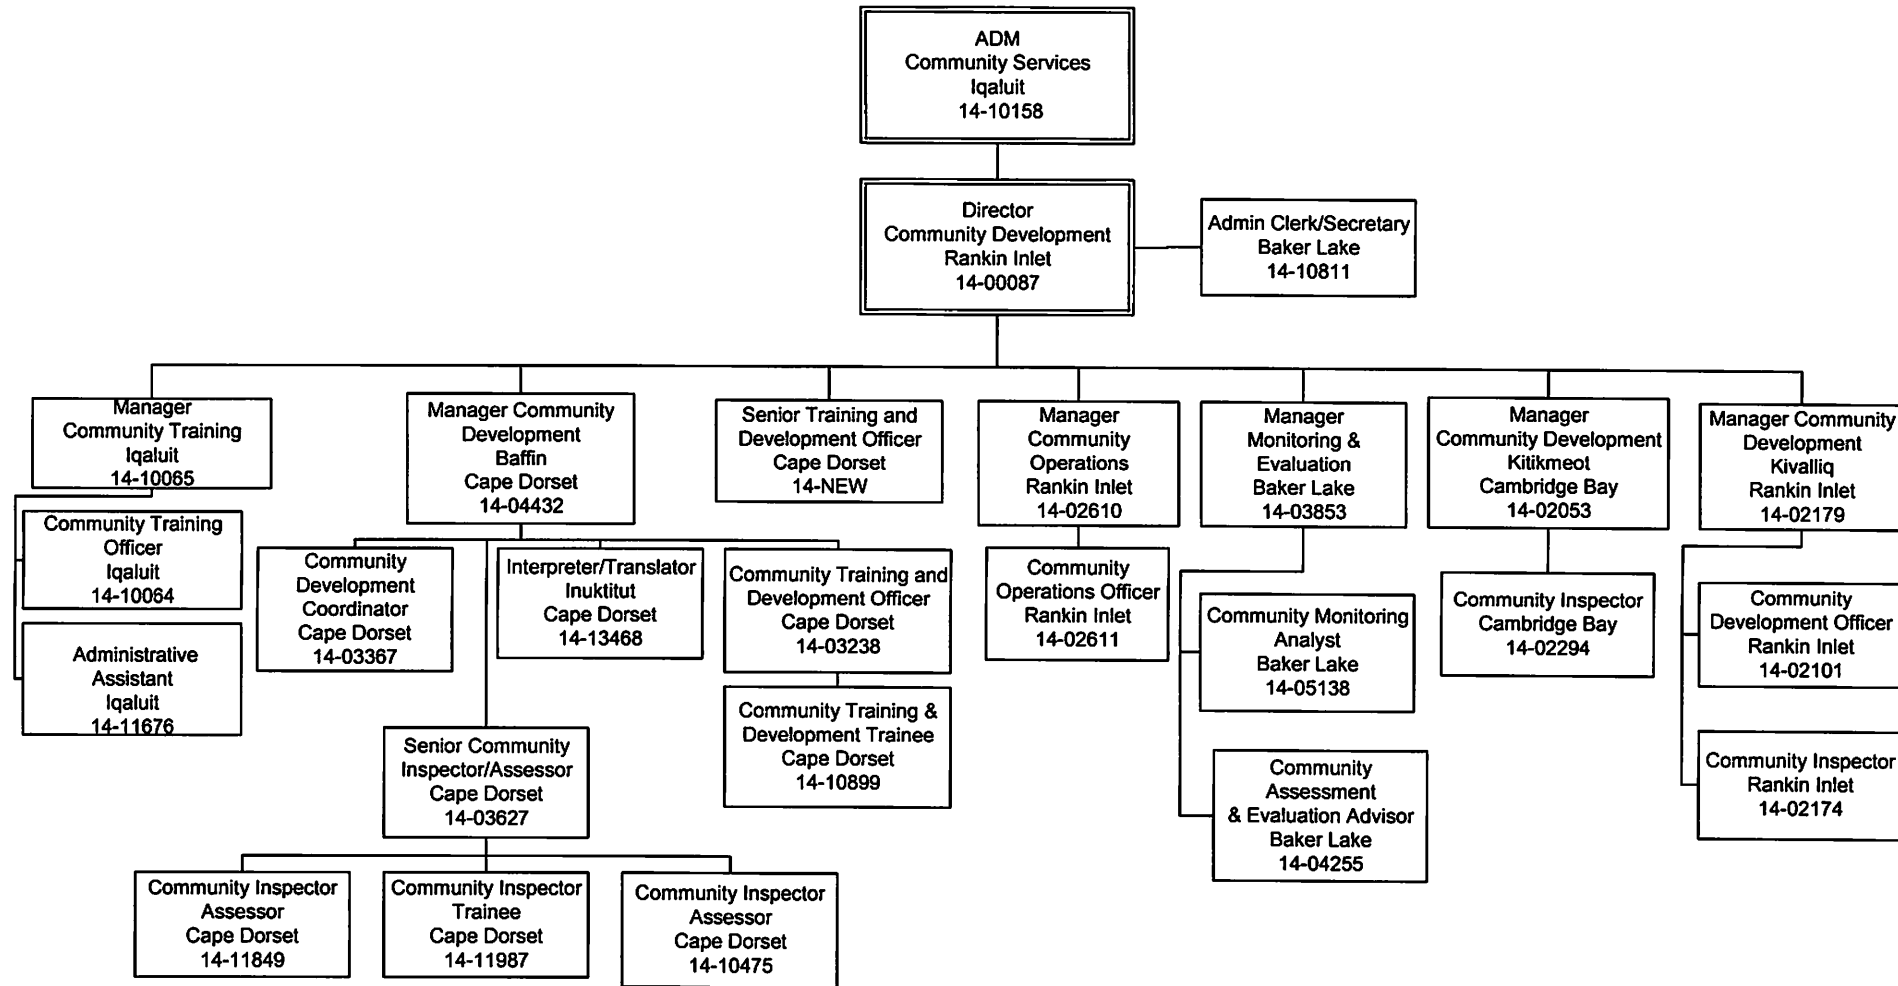 ADM
Community Services
Iqaluit
14-10158
Director
Community Development
Rankin Inlet
14-00087
Admin Clerk/Secretary
Baker Lake
14-10811
Manager
Community Training
Iqaluit
14-10065
Manager Community
Development
Baffin
Cape Dorset
14-04432
Senior Training and
Development Officer
Cape Dorset
14-NEW
Manager
Community
Operations
Rankin Inlet
14-02610
Manager
Monitoring &
Evaluation
Baker Lake
14-03853
Manager
Community Development
Kitikmeot
Cambridge Bay
14-02053
Manager Community
Development
Kivalliq
Rankin Inlet
14-02179
Community Training
Officer
Iqaluit
14-10064
Administrative
Assistant
Iqaluit
14-11676
Community
Development
Coordinator
Cape Dorset
14-03367
Interpreter/Translator
Inuktitut
Cape Dorset
14-13468
Community Training and
Development Officer
Cape Dorset
14-03238
Community Training &
Development Trainee
Cape Dorset
14-10899
Senior Community
Inspector/Assessor
Cape Dorset
14-03627
Community Inspector
Assessor
Cape Dorset
14-11849
Community Inspector
Trainee
Cape Dorset
14-11987
Community Inspector
Assessor
Cape Dorset
14-10475
Community
Operations Officer
Rankin Inlet
14-02611
Community Monitoring
Analyst
Baker Lake
14-05138
Community
Assessment
& Evaluation Advisor
Baker Lake
14-04255
Community Inspector
Cambridge Bay
14-02294
Community
Development Officer
Rankin Inlet
14-02101
Community Inspector
Rankin Inlet
14-02174